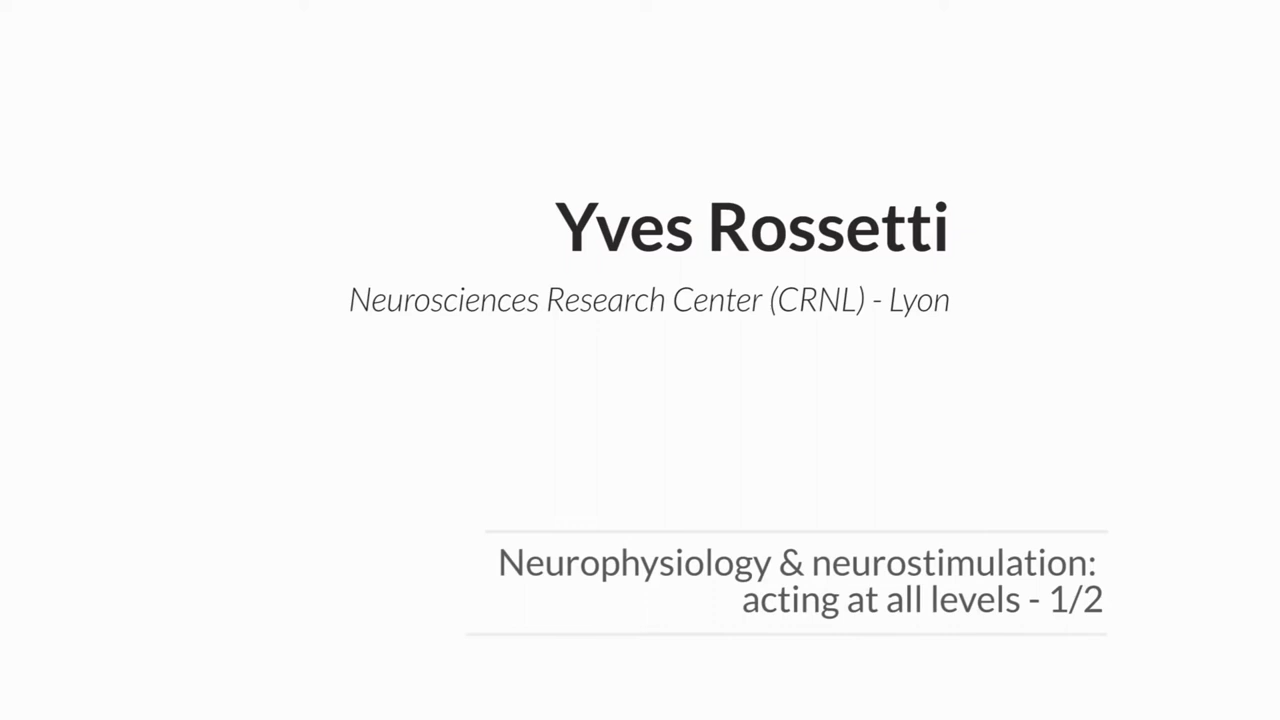 Yves Rossetti
Neurosciences Research Center (CRNL) - Lyon
Neurophysiology & neurostimulation:
acting at all levels - 1/2